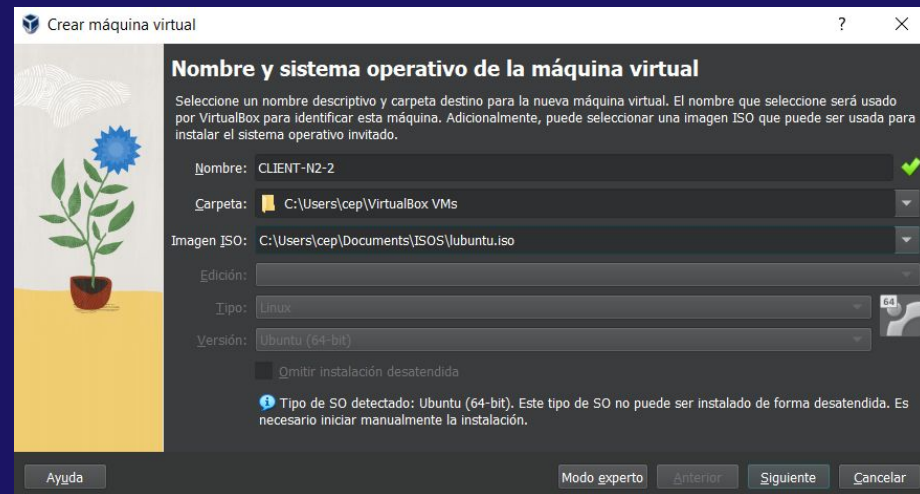 Crear máquina virtual
?
Nombre y sistema operativo de la máquina virtual
Seleccione un nombre descriptivo y carpeta destino para la nueva máquina virtual. El nombre que seleccione será usado
por VirtualBox para identificar esta máquina. Adicionalmente, puede seleccionar una imagen ISO que puede ser usada para
instalar el sistema operativo invitado.
Nombre: CLIENT-N2-2
Carpeta: C:\Users\cep\VirtualBox VMs
Imagen ISO: C:\Users\cep\Documents\ISOS\lubuntu.iso
Edición:
Tipo: Linux
64
Versión: Ubuntu (64-bit)
Omitir instalación desatendida
Tipo de SO detectado: Ubuntu (64-bit). Este tipo de SO no puede ser instalado de forma desatendida. Es
necesario iniciar manualmente la instalación.
Ayuda Modo experto Anterior Siguiente Cancelar